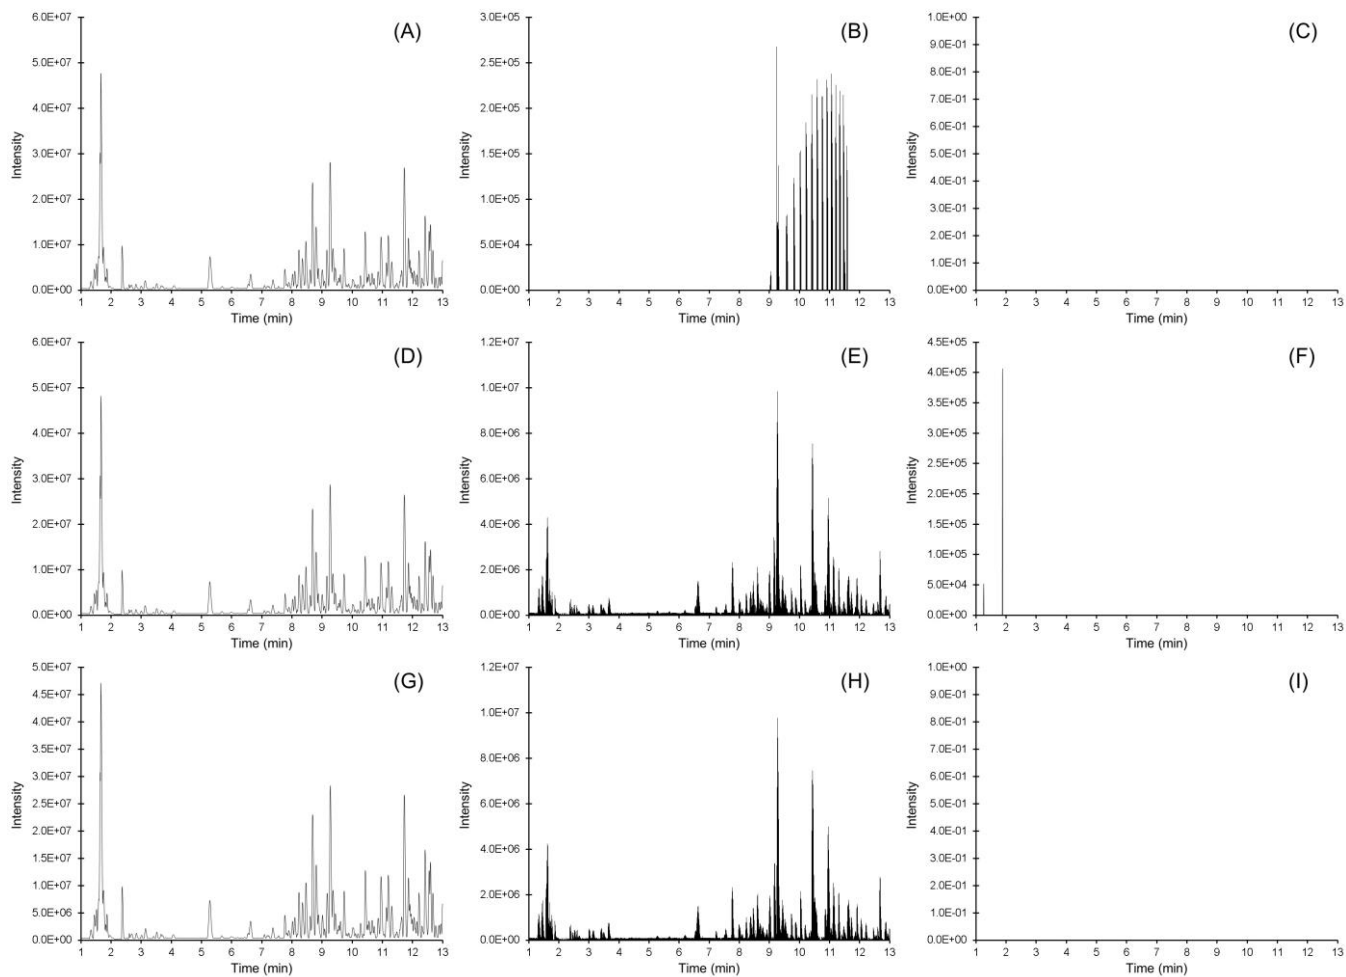 6.0E+07
5.0E+07
4.0E+07
3.0E+07
2.0E+07
1.0E+07
0.0E+00
Intensity
1 2 3 4 5 6 7 8 9 10 11 12 13
Time (min)
(A)
3.0E+05
2.5E+05
2.0E+05
1.5E+05
1.0E+05
5.0E+04
0.0E+00
Intensity
1 2 3 4 5 6 7 8 9 10 11 12 13
Time (min)
(B)
1.0E+00
9.0E-01
8.0E-01
7.0E-01
6.0E-01
5.0E-01
4.0E-01
3.0E-01
2.0E-01
1.0E-01
0.0E+00
Intensity
1 2 3 4 5 6 7 8 9 10 11 12 13
Time (min)
(C)
6.0E+07
5.0E+07
4.0E+07
3.0E+07
2.0E+07
1.0E+07
0.0E+00
Intensity
1 2 3 4 5 6 7 8 9 10 11 12 13
Time (min)
(D)
1.2E+07
1.0E+07
8.0E+06
6.0E+06
4.0E+06
2.0E+06
0.0E+00
Intensity
1 2 3 4 5 6 7 8 9 10 11 12 13
Time (min)
(E)
4.5E+05
4.0E+05
3.5E+05
3.0E+05
2.5E+05
2.0E+05
1.5E+05
1.0E+05
5.0E+04
0.0E+00
Intensity
1 2 3 4 5 6 7 8 9 10 11 12 13
Time (min)
(F)
5.0E+07
4.5E+07
4.0E+07
3.5E+07
3.0E+07
2.5E+07
2.0E+07
1.5E+07
1.0E+07
5.0E+06
0.0E+00
Intensity
1 2 3 4 5 6 7 8 9 10 11 12 13
Time (min)
(G)
1.2E+07
1.0E+07
8.0E+06
6.0E+06
4.0E+06
2.0E+06
0.0E+00
Intensity
1 2 3 4 5 6 7 8 9 10 11 12 13
Time (min)
(H)
1.0E+00
9.0E-01
8.0E-01
7.0E-01
6.0E-01
5.0E-01
4.0E-01
3.0E-01
2.0E-01
1.0E-01
0.0E+00
Intensity
1 2 3 4 5 6 7 8 9 10 11 12 13
Time (min)
(I)